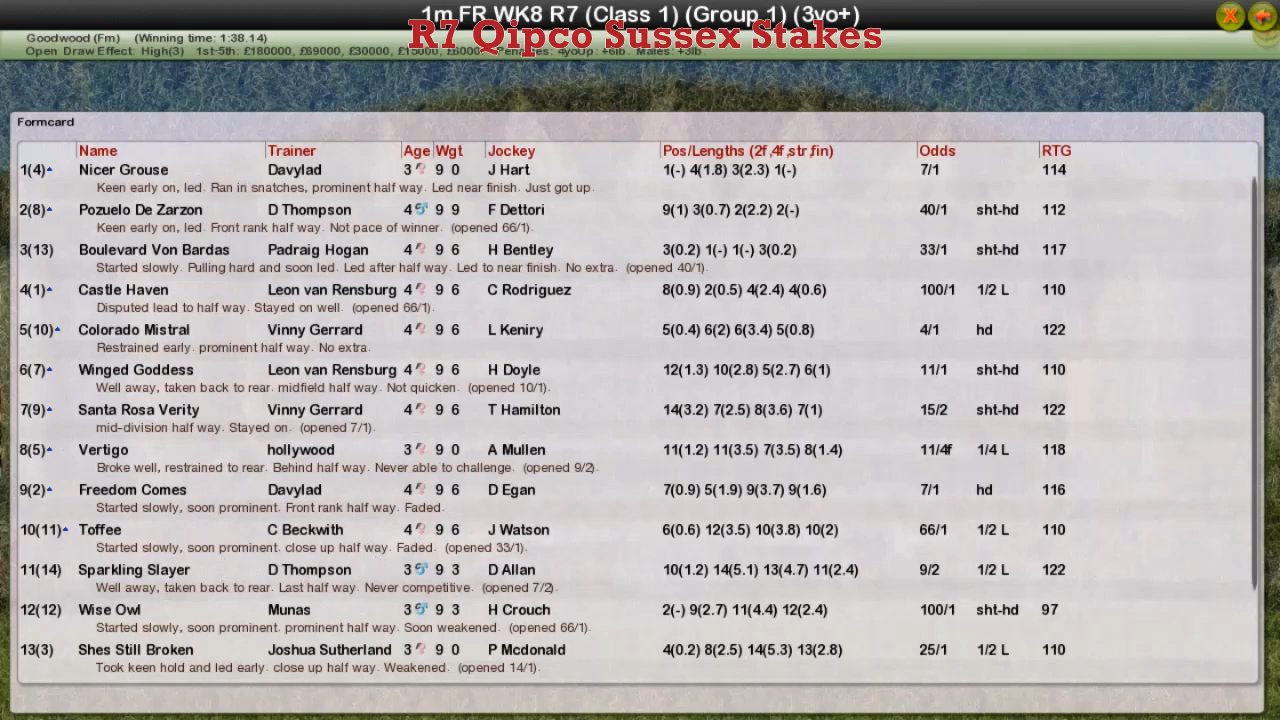 1m FR WK8 R7 (Class 1) (Group 1) (3yo+)
R7 Qipco Sussex Stakes
Goodwood (Fm) (Winning time: 1:38.14)
Open Draw Effect: High(3) 1st-5th: £180000, £69000, £30000, £15000, £6000 Penalties: 4yoUp: +6lb. Males: +3lb.
Formcard
Name Trainer Age Wgt Jockey Pos/Lengths (2f,4f,str,fin) Odds RTG
1(4) Nicer Grouse Davylad 3 9 0 J Hart 1(-) 4(1.8) 3(2.3) 1(-) 7/1 114
Keen early on, led. Ran in snatches, prominent half way. Led near finish. Just got up.
2(8) Pozuelo De Zarzon D Thompson 4 9 9 F Dettori 9(1) 3(0.7) 2(2.2) 2(-) 40/1 sht-hd 112
Keen early on, led. Front rank half way. Not pace of winner. (opened 66/1).
3(13) Boulevard Von Bardas Padraig Hogan 4 9 6 H Bentley 3(0.2) 1(-) 1(-) 3(0.2) 33/1 sht-hd 117
Started slowly. Pulling hard and soon led. Led after half way. Led to near finish. No extra. (opened 40/1).
4(1) Castle Haven Leon van Rensburg 4 9 6 C Rodriguez 8(0.9) 2(0.5) 4(2.4) 4(0.6) 100/1 1/2 L 110
Disputed lead to half way. Stayed on well. (opened 66/1).
5(10) Colorado Mistral Vinny Gerrard 4 9 6 L Keniry 5(0.4) 6(2) 6(3.4) 5(0.8) 4/1 hd 122
Restrained early. prominent half way. No extra.
6(7) Winged Goddess Leon van Rensburg 4 9 6 H Doyle 12(1.3) 10(2.8) 5(2.7) 6(1) 11/1 sht-hd 110
Well away, taken back to rear. midfield half way. Not quicken. (opened 10/1).
7(9) Santa Rosa Verity Vinny Gerrard 4 9 6 T Hamilton 14(3.2) 7(2.5) 8(3.6) 7(1) 15/2 sht-hd 122
mid-division half way. Stayed on. (opened 7/1).
8(5) Vertigo hollywood 3 9 0 A Mullen 11(1.2) 11(3.5) 7(3.5) 8(1.4) 11/4f 1/4 L 118
Broke well, restrained to rear. Behind half way. Never able to challenge. (opened 9/2).
9(2) Freedom Comes Davylad 4 9 6 D Egan 7(0.9) 5(1.9) 9(3.7) 9(1.6) 7/1 hd 116
Started slowly, soon prominent. Front rank half way. Faded.
10(11) Toffee C Beckwith 4 9 6 J Watson 6(0.6) 12(3.5) 10(3.8) 10(2) 66/1 1/2 L 110
Started slowly, soon prominent. close up half way. Faded. (opened 33/1).
11(14) Sparkling Slayer D Thompson 3 9 3 D Allan 10(1.2) 14(5.1) 13(4.7) 11(2.4) 9/2 1/2 L 122
Well away, taken back to rear. Last half way. Never competitive. (opened 7/2).
12(12) Wise Owl Munas 3 9 3 H Crouch 2(-) 9(2.7) 11(4.4) 12(2.4) 100/1 sht-hd 97
Started slowly, soon prominent. prominent half way. Soon weakened. (opened 66/1).
13(3) Shes Still Broken Joshua Sutherland 3 9 0 P Mcdonald 4(0.2) 8(2.5) 14(5.3) 13(2.8) 25/1 1/2 L 110
Took keen hold and led early. close up half way. Weakened. (opened 14/1).